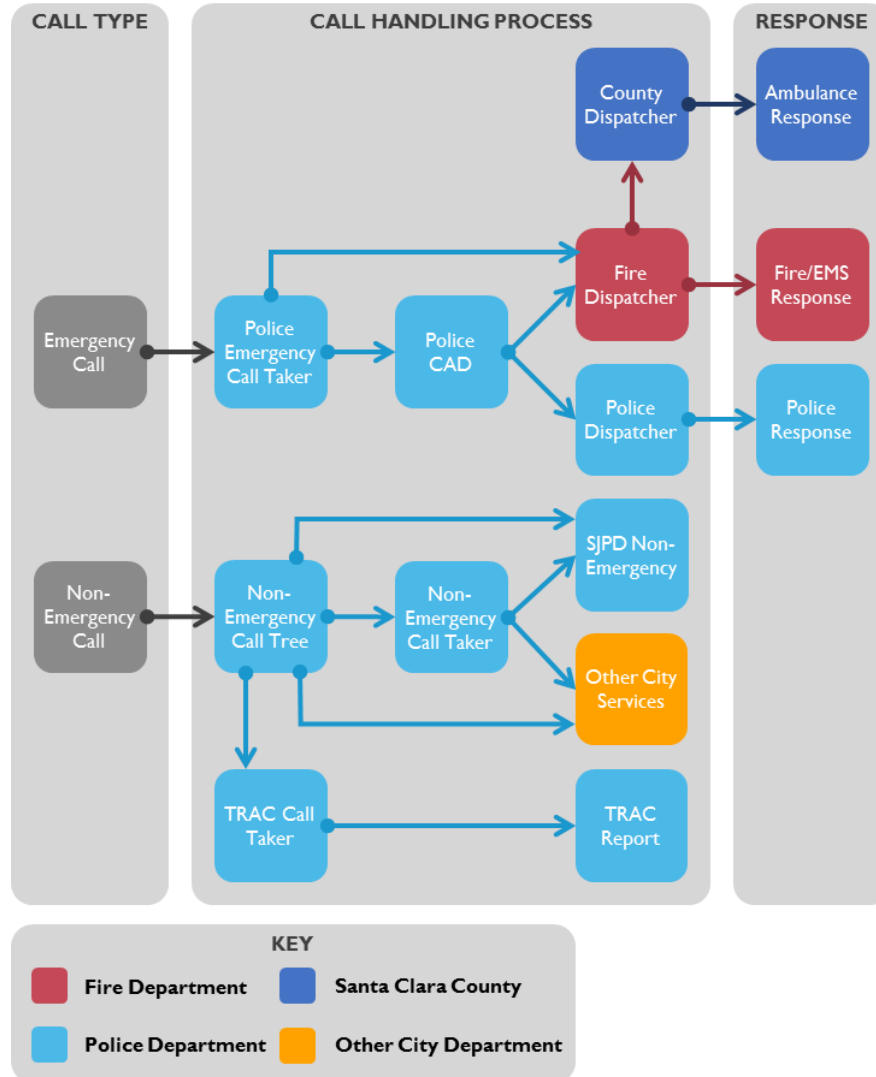 CALL TYPE
CALL HANDLING PROCESS
RESPONSE
County
Dispatcher
Ambulance
Response
Fire
Dispatcher
Fire/EMS
Response
Emergency
Call
Police
Emergency
Call Taker
Police
CAD
Police
Dispatcher
Police
Response
SJPD Non-
Emergency
Non-
Emergency
Call
Non-
Emergency
Call Tree
Non-
Emergency
Call Taker
Other City
Services
TRAC Call
Taker
TRAC
Report
KEY
Fire Department
Santa Clara County
Police Department
Other City Department